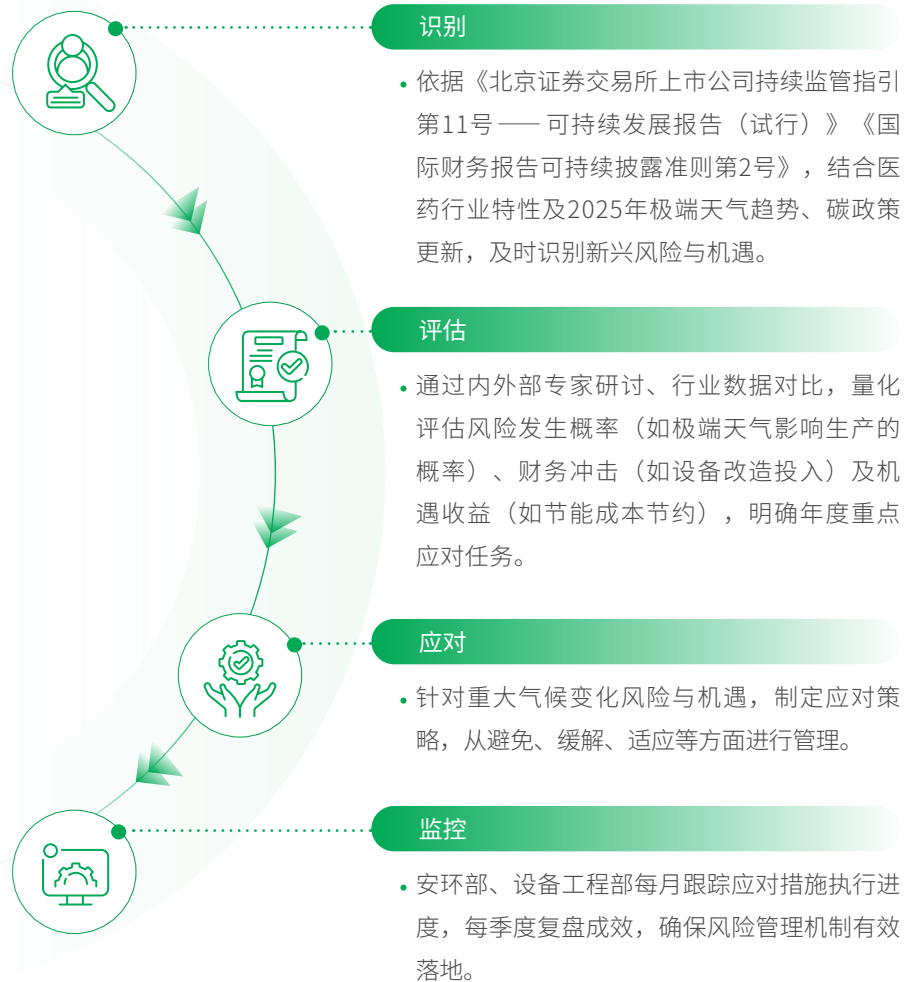 识别
• 依据《北京证券交易所上市公司持续监管指引
第11号 —— 可持续发展报告（试行）》《国
际财务报告可持续披露准则第2号》，结合医
药行业特性及2025年极端天气趋势、碳政策
更新，及时识别新兴风险与机遇。
评估
• 通过内外部专家研讨、行业数据对比，量化
评估风险发生概率（如极端天气影响生产的
概率）、财务冲击（如设备改造投入）及机
遇收益（如节能成本节约），明确年度重点
应对任务。
应对
• 针对重大气候变化风险与机遇，制定应对策
略，从避免、缓解、适应等方面进行管理。
监控
• 安环部、设备工程部每月跟踪应对措施执行进
度，每季度复盘成效，确保风险管理机制有效
落地。